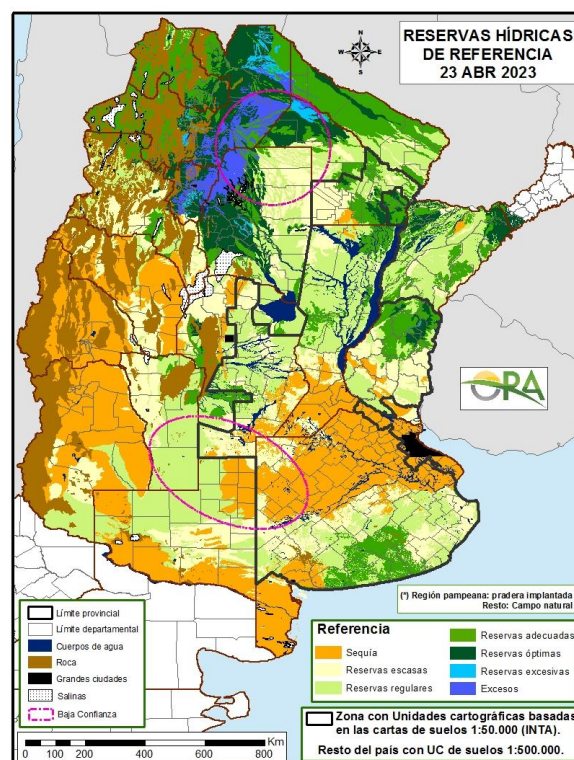 RESERVAS HÍDRICAS
DE REFERENCIA
23 ABR 2023
N
W E
S
ORA
(*) Región pampeana: pradera implantada
Resto: Campo natural
Límite provincial
Límite departamental
Cuerpos de agua
Roca
Grandes ciudades
Salinas
Baja Confianza
Referencia
Sequía
Reservas escasas
Reservas regulares
Reservas adecuadas
Reservas óptimas
Reservas excesivas
Excesos
Zona con Unidades cartográficas basadas
en las cartas de suelos 1:50.000 (INTA).
Resto del país con UC de suelos 1:500.000.
Km
0 100 200 400 600 800